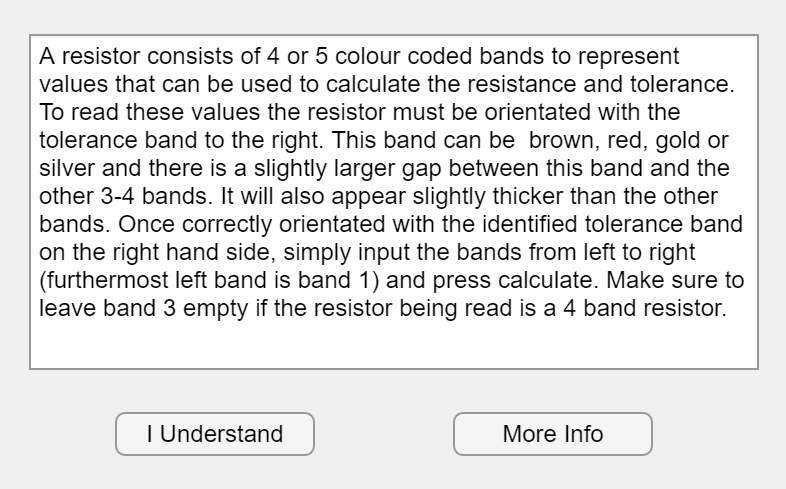 A resistor consists of 4 or 5 colour coded bands to represent
values that can be used to calculate the resistance and tolerance.
To read these values the resistor must be orientated with the
tolerance band to the right. This band can be  brown, red, gold or
silver and there is a slightly larger gap between this band and the
other 3-4 bands. It will also appear slightly thicker than the other
bands. Once correctly orientated with the identified tolerance band
on the right hand side, simply input the bands from left to right
(furthermost left band is band 1) and press calculate. Make sure to
leave band 3 empty if the resistor being read is a 4 band resistor.
I Understand
More Info